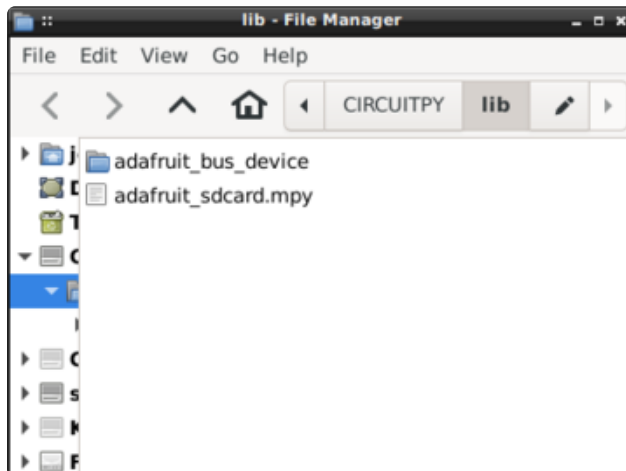 lib - File Manager
File Edit View Go Help
CIRCUITPY lib
adafruit_bus_device
adafruit_sdcard.mpy